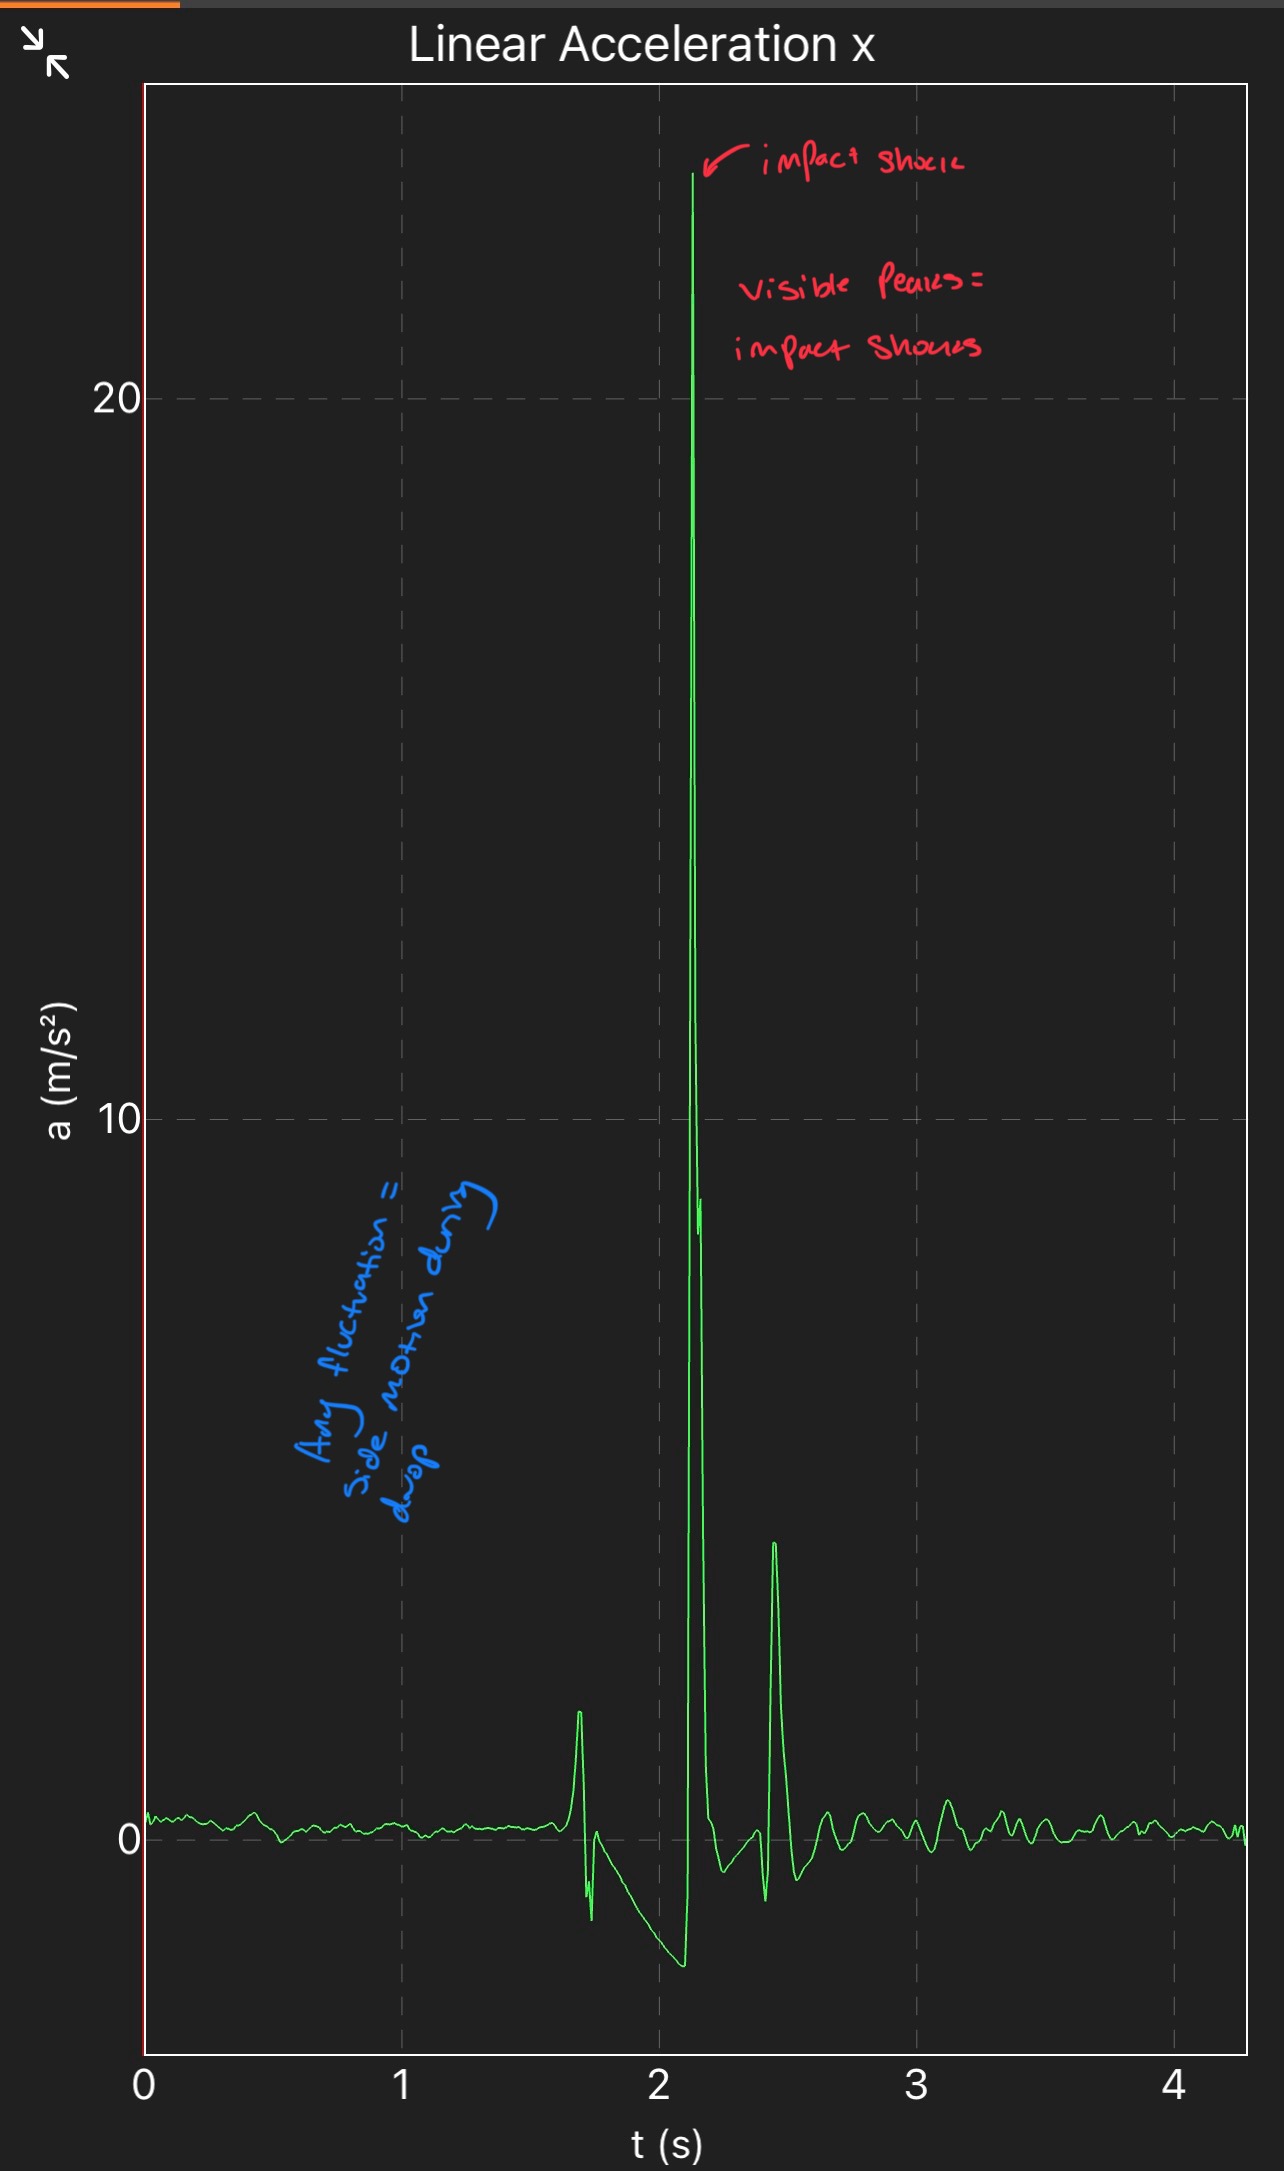 Linear Acceleration x
impact shock
visible Peaks =
impact shocks
20
a (m/s²)
10
Any fluctuation =
side motion during
drop
0
0 1 2 3 4
t (s)